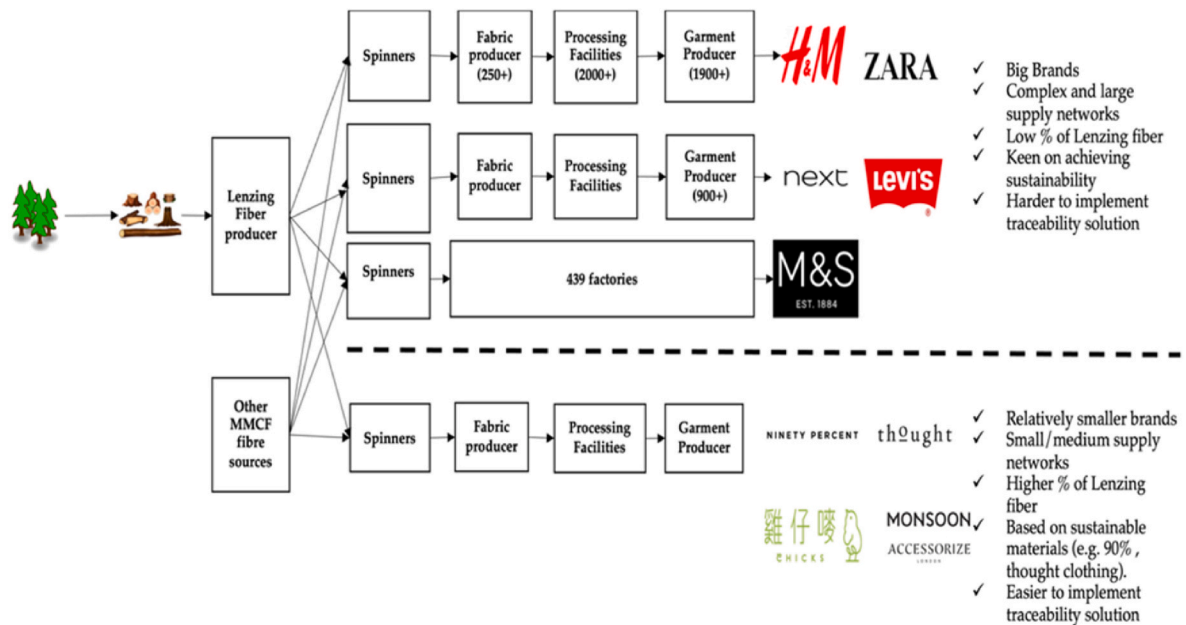 Spinners
Fabric
producer
(250+)
Processing
Facilities
(2000+)
Garment
Producer
(1900+)
H&M
ZARA
✓ Big Brands
✓ Complex and large
supply networks
✓ Low % of Lenzing fiber
✓ Keen on achieving
sustainability
✓ Harder to implement
traceability solution
Lenzing
Fiber
producer
Spinners
Fabric
producer
Processing
Facilities
Garment
Producer
(900+)
next
LEVI'S
®
Spinners
439 factories
M&S
EST. 1884
Other
MMCF
fibre
sources
Spinners
Fabric
producer
Processing
Facilities
Garment
Producer
NINETY PERCENT
thought
雞仔嘜
CHICKS
MONSOON
ACCESSORIZE
LONDON
✓ Relatively smaller brands
✓ Small/medium supply
networks
✓ Higher % of Lenzing
fiber
✓ Based on sustainable
materials (e.g. 90% ,
thought clothing).
✓ Easier to implement
traceability solution